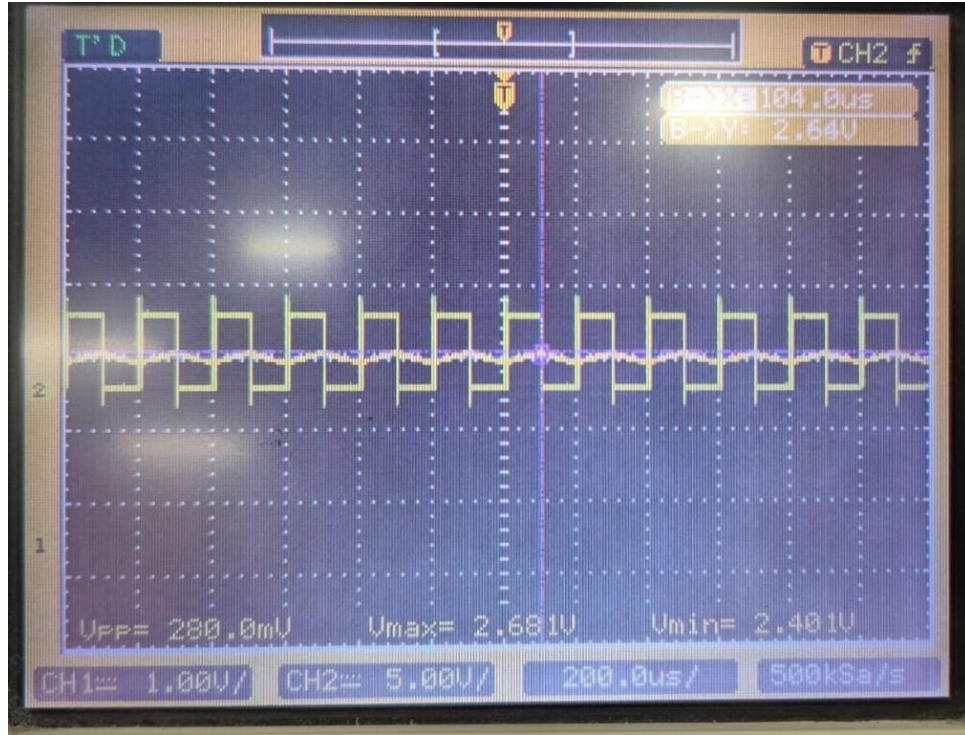 T'D
T
T CH2
B->X: 104.0us
B->Y: 2.64V
T
2
1
Vpp= 280.0mV Vmax= 2.681V Vmin= 2.401V
CH1 1.00V/ CH2 5.00V/ 200.0us/ 500kSa/s